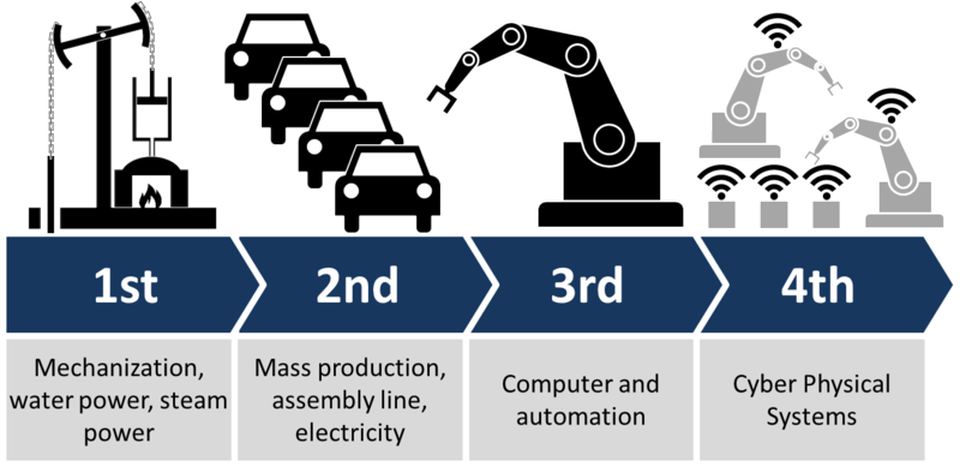 1st
2nd
3rd
4th
Mechanization,
water power, steam
power
Mass production,
assembly line,
electricity
Computer and
automation
Cyber Physical
Systems